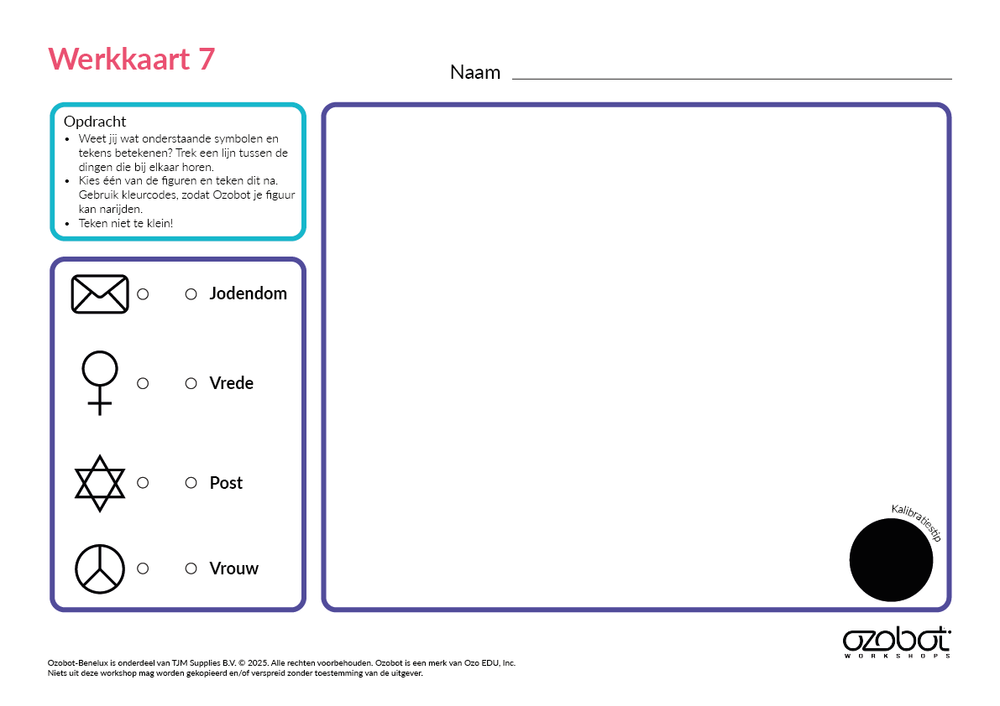 Werkkaart 7
Naam
Opdracht
• Weet jij wat onderstaande symbolen en
tekens betekenen? Trek een lijn tussen de
dingen die bij elkaar horen.
• Kies één van de figuren en teken dit na.
Gebruik kleurcodes, zodat Ozobot je figuur
kan narijden.
• Teken niet te klein!
Jodendom
Vrede
Post
Vrouw
Kalibratiestip
ozobot
WORKSHOPS
Ozobot-Benelux is onderdeel van TJM Supplies B.V. © 2025. Alle rechten voorbehouden. Ozobot is een merk van Ozo EDU, Inc.
Niets uit deze workshop mag worden gekopieerd en/of verspreid zonder toestemming van de uitgever.